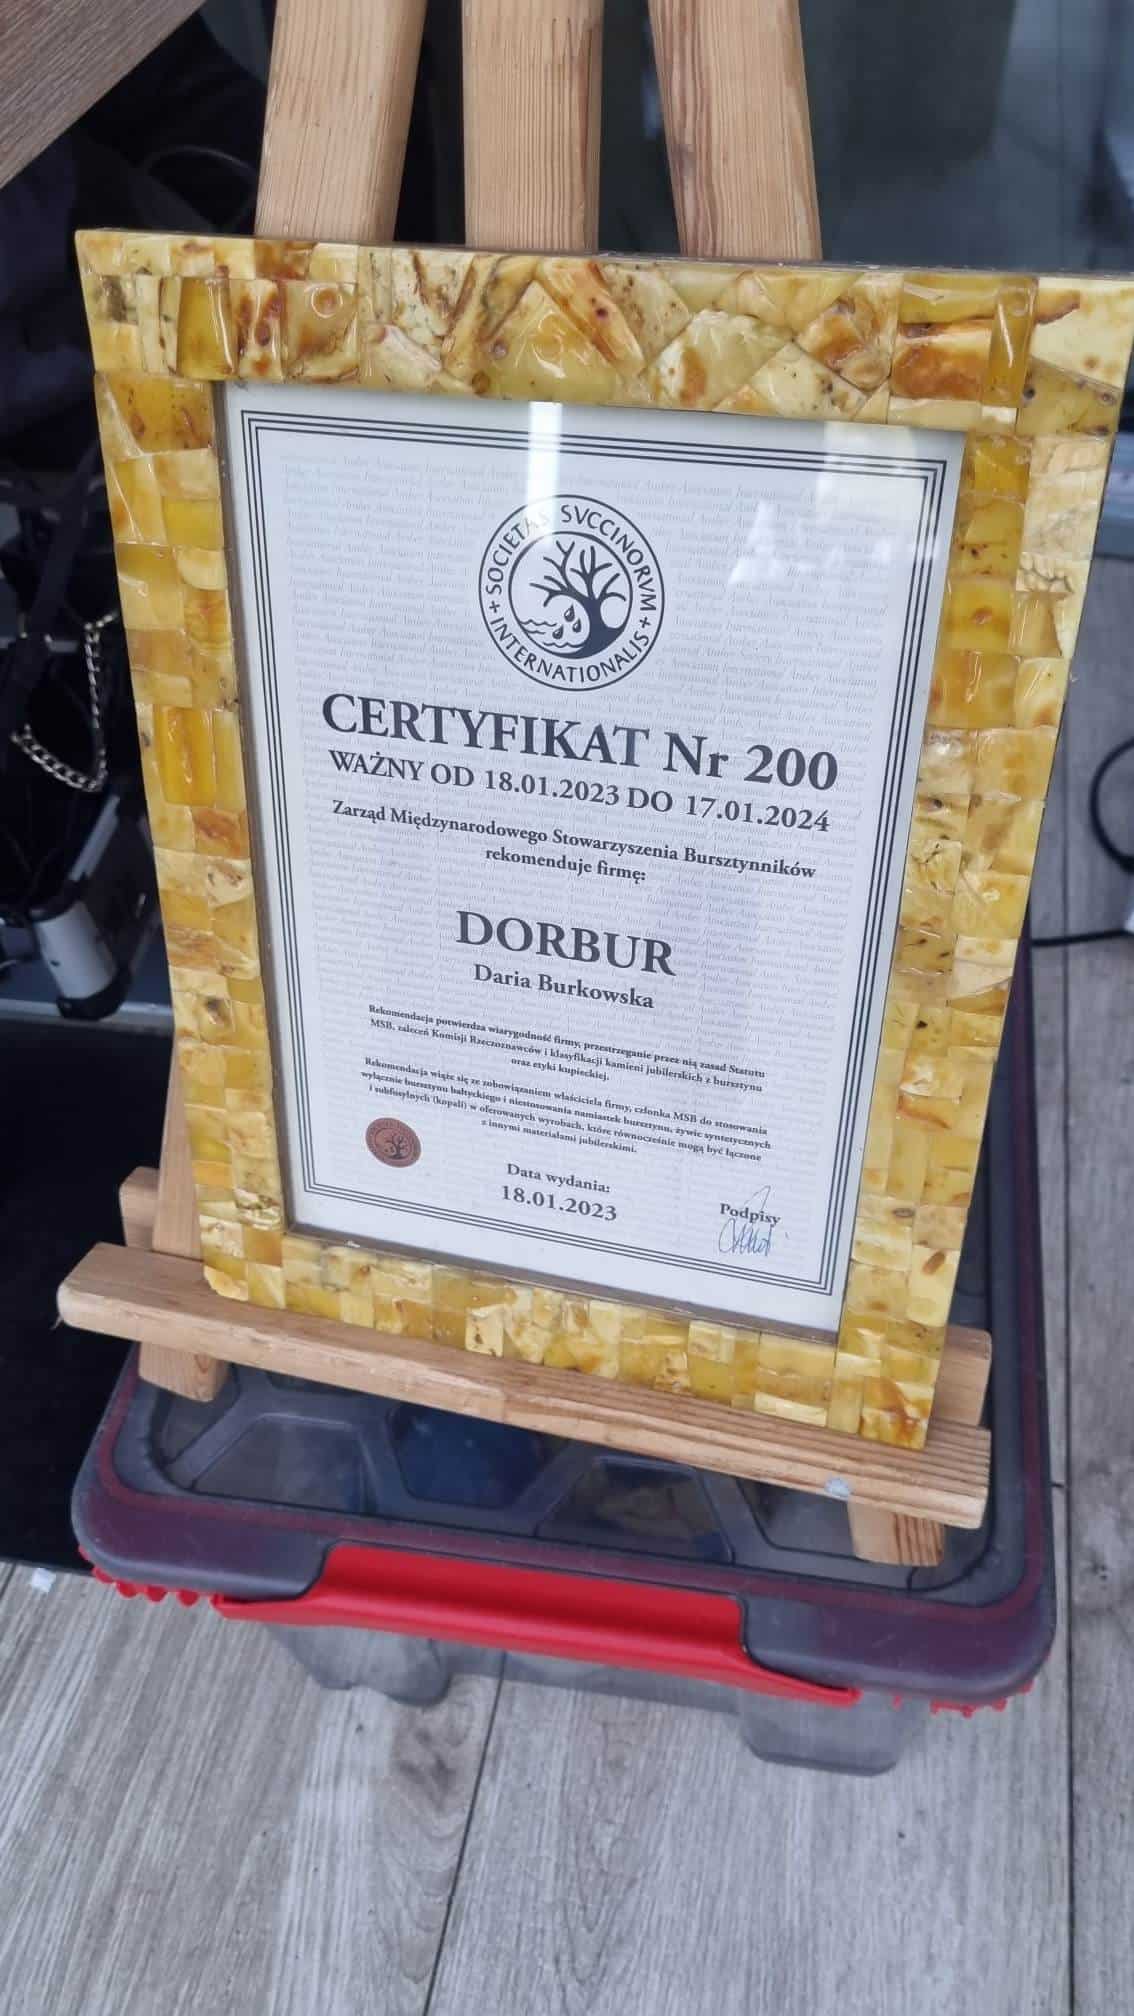 SOCIETAS SVCCINORVM
+ INTERNATIONALIS +
CERTYFIKAT Nr 200
WAŻNY OD 18.01.2023 DO 17.01.2024
Zarząd Międzynarodowego Stowarzyszenia Bursztynników
rekomenduje firmę:
DORBUR
Daria Burkowska
Rekomendacja potwierdza wiarygodność firmy, przestrzeganie przez nią zasad Statutu
MSB, zaleceń Komisji Rzeczoznawców i klasyfikacji kamieni jubilerskich z bursztynu
oraz etyki kupieckiej.
Rekomendacja wiąże się ze zobowiązaniem właściciela firmy, członka MSB do stosowania
wyłącznie bursztynu bałtyckiego i niestosowania namiastek bursztynu, żywic syntetycznych
i subfosylnych (kopali) w oferowanych wyrobach, które równocześnie mogą być łączone
z innymi materiałami jubilerskimi.
Data wydania:
18.01.2023
Podpisy